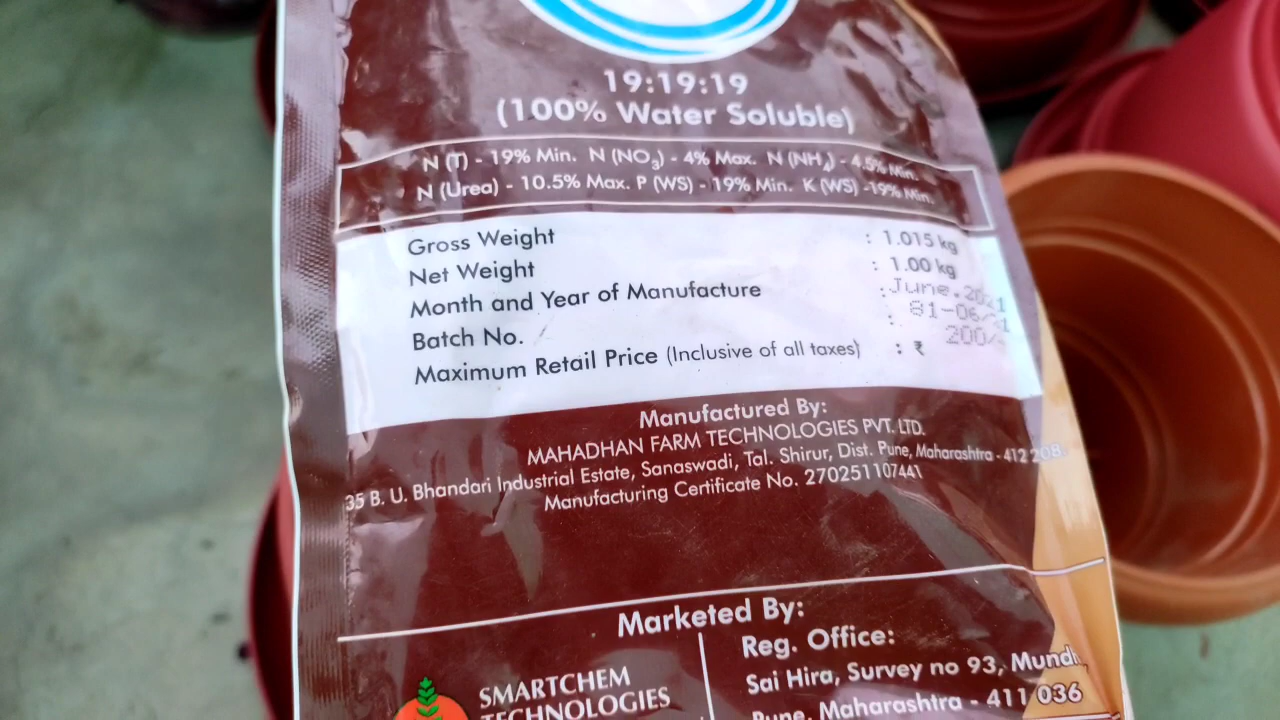 19:19:19
(100% Water Soluble)
N (T) - 19% Min. N (NO₃) - 4% Max. N (NH₄) - 4.5% Min.
N (Urea) - 10.5% Max. P (WS) - 19% Min. K (WS) -19% Min.
Gross Weight : 1.015 kg
Net Weight : 1.00 kg
Month and Year of Manufacture : June.2021
Batch No. : 81-06/21
Maximum Retail Price (Inclusive of all taxes) : ₹ 200/-
Manufactured By:
MAHADHAN FARM TECHNOLOGIES PVT. LTD.
35 B. U. Bhandari Industrial Estate, Sanaswadi, Tal. Shirur, Dist. Pune, Maharashtra - 412 208.
Manufacturing Certificate No. 270251107441
Marketed By:
SMARTCHEM
TECHNOLOGIES
Reg. Office:
Sai Hira, Survey no 93, Mund
Pune, Maharashtra - 411 036